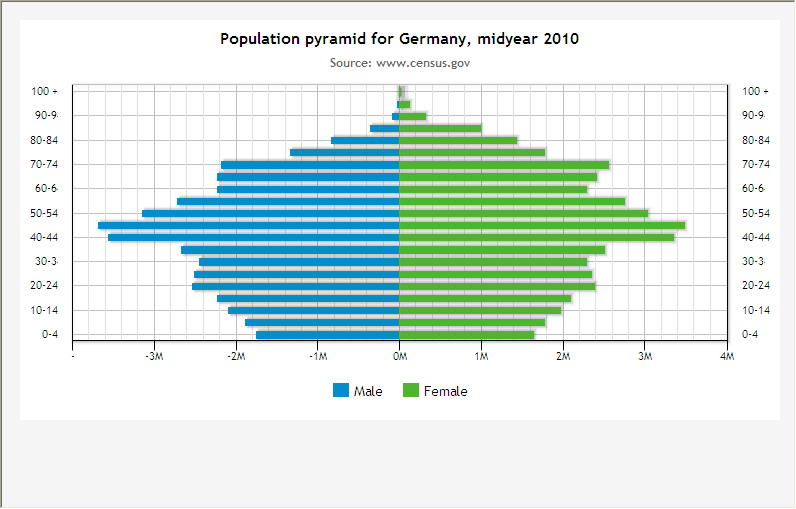 Population pyramid for Germany, midyear 2010
Source: www.census.gov
100 + 100 +
90-9 90-9
80-84 80-84
70-74 70-74
60-6 60-6
50-54 50-54
40-44 40-44
30-3 30-3
20-24 20-24
10-14 10-14
0-4 0-4
- -3M -2M -1M 0M 1M 2M 3M 4M
Male Female